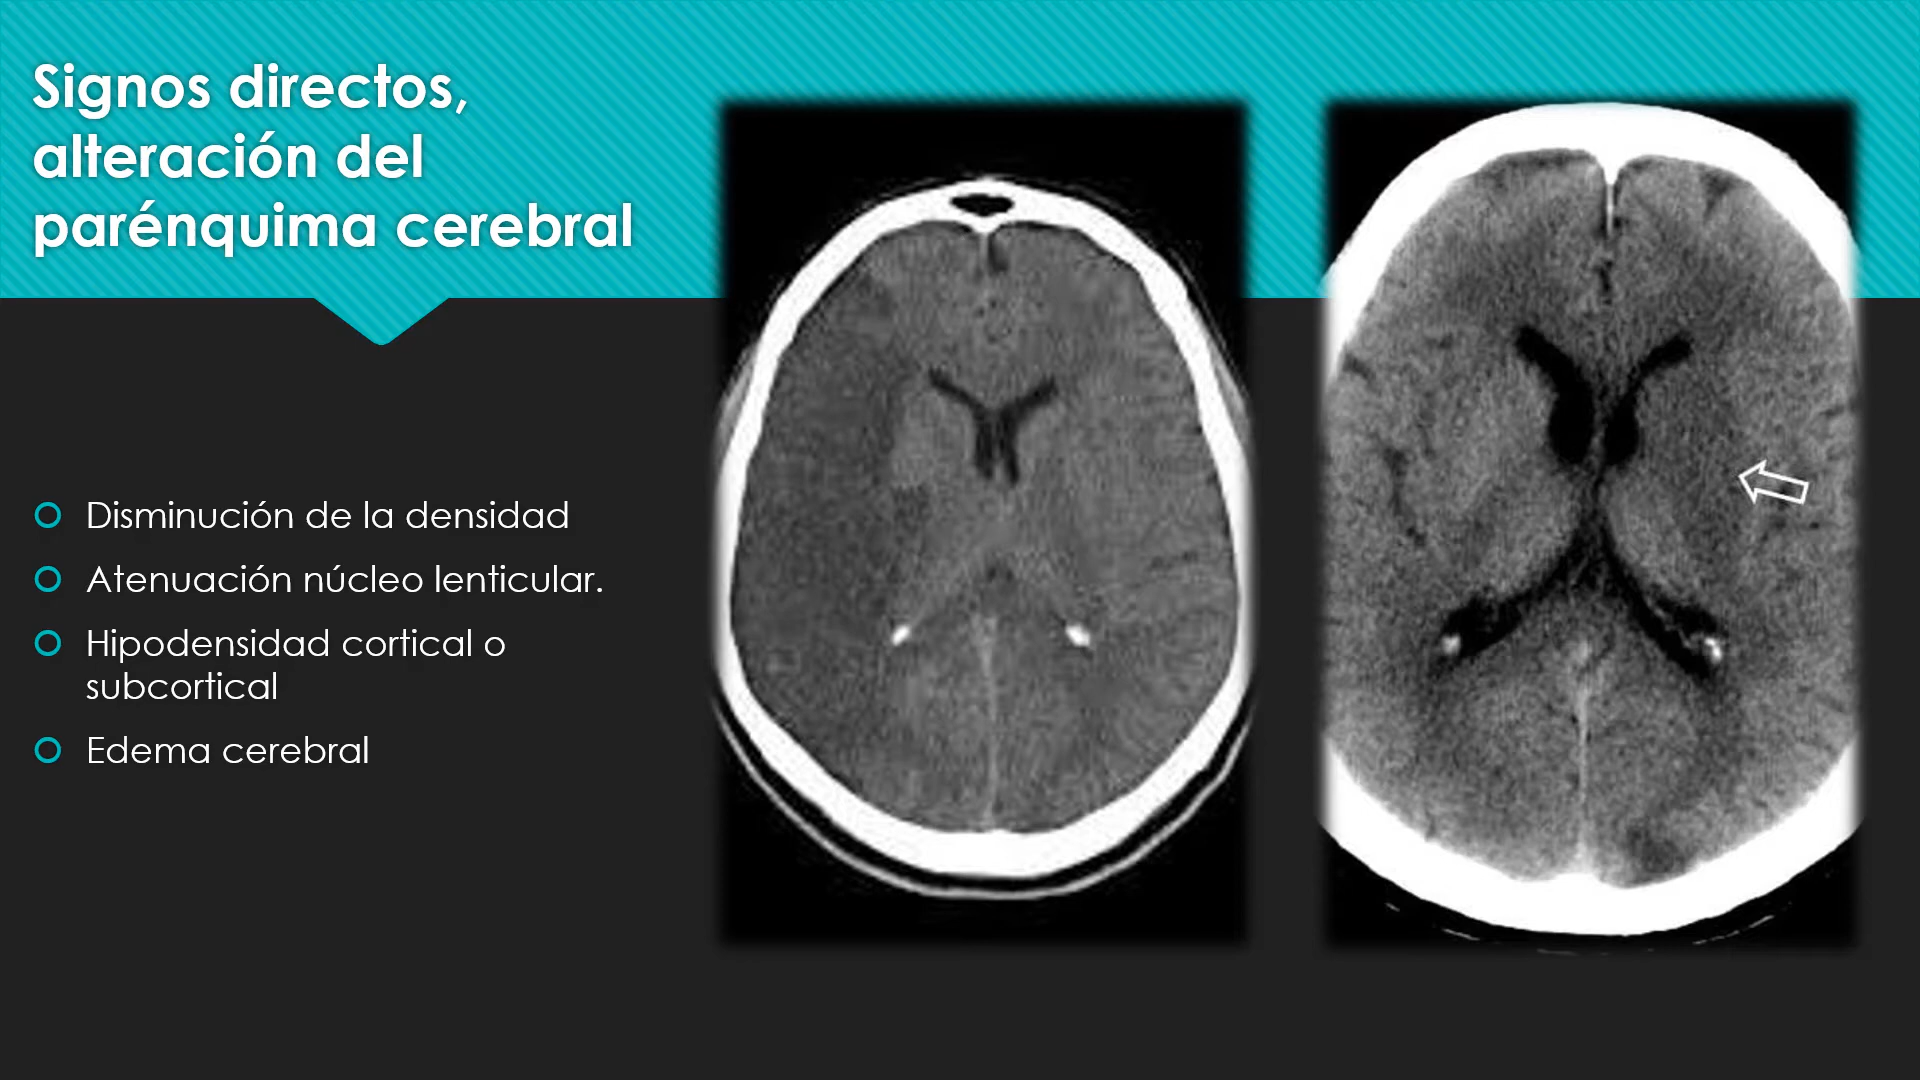 Signos directos,
alteración del
parénquima cerebral
Disminución de la densidad
Atenuación núcleo lenticular.
Hipodensidad cortical o
subcortical
Edema cerebral